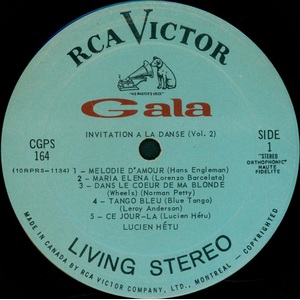 RCA VICTOR
"HIS MASTER'S VOICE"
Gala
INVITATION A LA DANSE (Vol. 2)
CGPS
164
SIDE
1
(10RPRS-1134)
"STEREO
ORTHOPHONIC"
HAUTE
FIDELITE
1 - MELODIE D'AMOUR (Hans Engleman)
2 - MARIA ELENA (Lorenzo Barcelata)
3 - DANS LE COEUR DE MA BLONDE
(Wheels) (Norman Petty)
4 - TANGO BLEU (Blue Tango)
(Leroy Anderson)
5 - CE JOUR-LA (Lucien Hétu)
LUCIEN HÉTU
LIVING STEREO
MADE IN CANADA BY RCA VICTOR COMPANY, LTD., MONTREAL - COPYRIGHTED